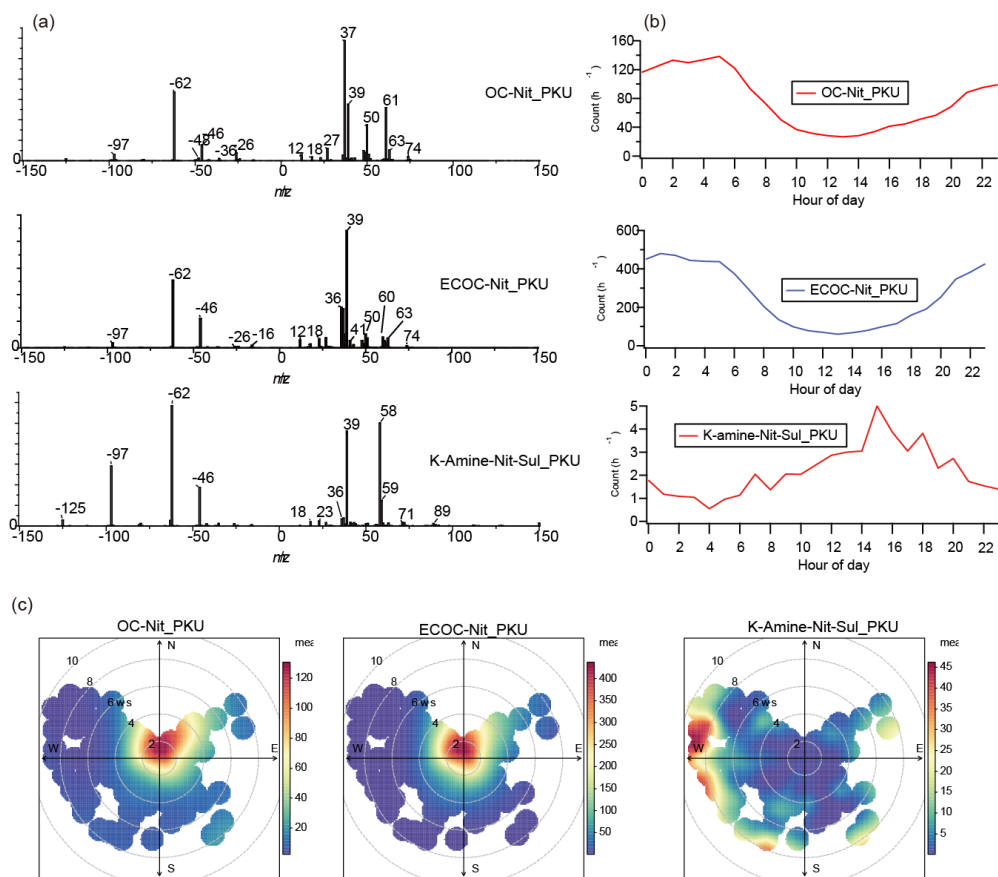 (a)
37
-62
61
39
50
-97
-48
-46
-36
-26
12
18
27
63
74
OC-Nit_PKU
-150 -100 -50 0 50 100 150
n/z
39
-62
36
-46
-97
-26
-16
12
18
41
50
60
63
74
ECOC-Nit_PKU
-150 -100 -50 0 50 100 150
n/z
-62
39
58
-97
-46
59
-125
18
23
36
71
89
K-Amine-Nit-Sul_PKU
0
-150 -100 -50 0 50 100 150
n/z
(b)
Count (h -1)
160
120
80
40
0
OC-Nit_PKU
0 2 4 6 8 10 12 14 16 18 20 22
Hour of day
Count (h -1)
600
400
200
0
ECOC-Nit_PKU
0 2 4 6 8 10 12 14 16 18 20 22
Hour of day
Count (h -1)
5
4
3
2
1
0
K-amine-Nit-Sul_PKU
0 2 4 6 8 10 12 14 16 18 20 22
Hour of day
(c)
OC-Nit_PKU
mea
N
10
8
6 ws
4
2
W
E
S
120
100
80
60
40
20
ECOC-Nit_PKU
mea
N
10
8
6 ws
4
2
W
E
S
400
350
300
250
200
150
100
50
K-Amine-Nit-Sul_PKU
mea
N
10
8
6 ws
4
2
W
E
S
45
40
35
30
25
20
15
10
5